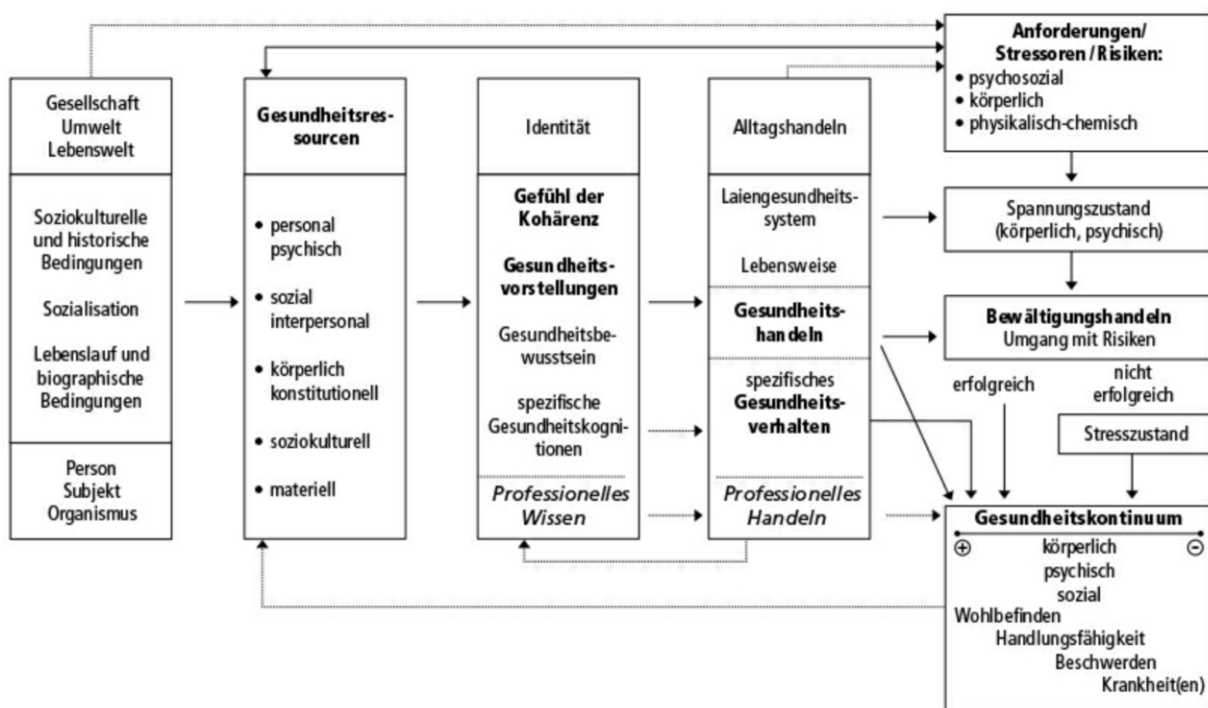 Gesellschaft
Umwelt
Lebenswelt
Soziokulturelle
und historische
Bedingungen
Sozialisation
Lebenslauf und
biographische
Bedingungen
Person
Subjekt
Organismus
Gesundheitsres-
sourcen
• personal
psychisch
• sozial
interpersonal
• körperlich
konstitutionell
• soziokulturell
• materiell
Identität
Gefühl der
Kohärenz
Gesundheits-
vorstellungen
Gesundheitsbe-
wusstsein
spezifische
Gesundheitskogni-
tionen
Professionelles
Wissen
Alltagshandeln
Laiengesundheits-
system
Lebensweise
Gesundheits-
handeln
spezifisches
Gesundheits-
verhalten
Professionelles
Handeln
Anforderungen/
Stressoren/Risiken:
• psychosozial
• körperlich
• physikalisch-chemisch
Spannungszustand
(körperlich, psychisch)
Bewältigungshandeln
Umgang mit Risiken
erfolgreich
nicht
erfolgreich
Stresszustand
Gesundheitskontinuum
+ körperlich −
psychisch
sozial
Wohlbefinden
Handlungsfähigkeit
Beschwerden
Krankheit(en)